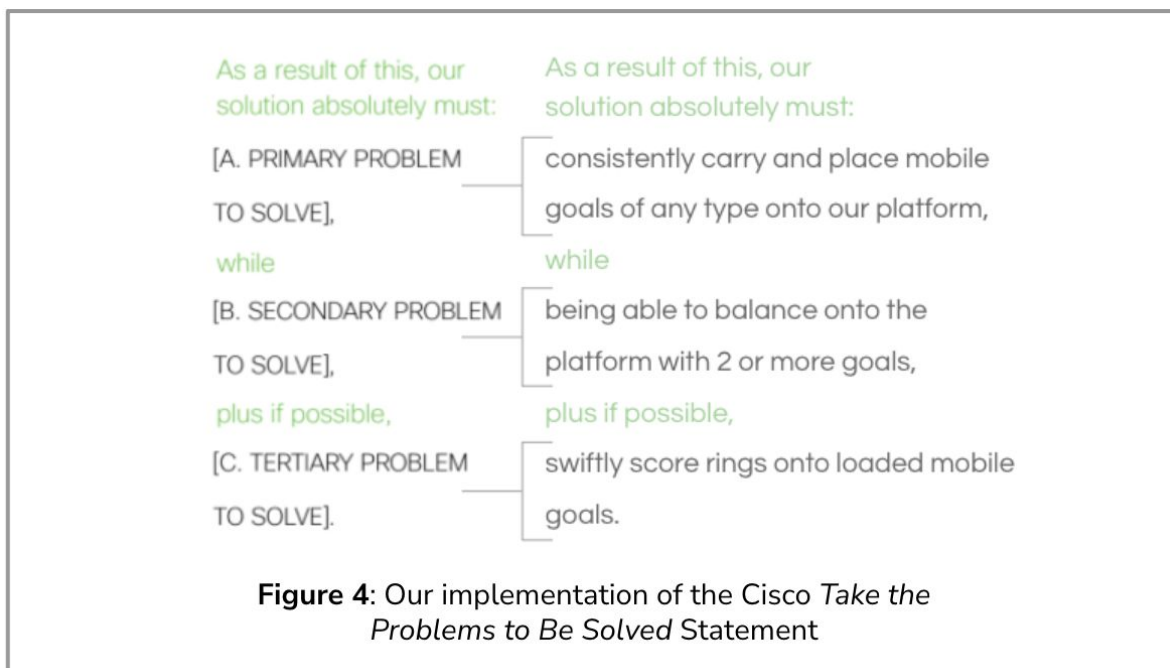 As a result of this, our
solution absolutely must:
[A. PRIMARY PROBLEM
TO SOLVE],
while
[B. SECONDARY PROBLEM
TO SOLVE],
plus if possible,
[C. TERTIARY PROBLEM
TO SOLVE].
As a result of this, our
solution absolutely must:
consistently carry and place mobile
goals of any type onto our platform,
while
being able to balance onto the
platform with 2 or more goals,
plus if possible,
swiftly score rings onto loaded mobile
goals.
Figure 4: Our implementation of the Cisco Take the
Problems to Be Solved Statement